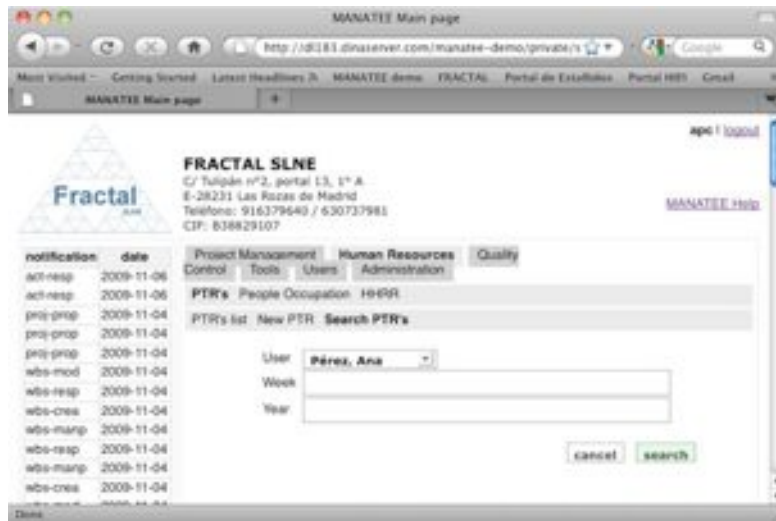 MANATEE Main page
http://dl181.dinaserver.com/manatee-demo/private/s
Google
Most Visited Getting Started Latest Headlines MANATEE demo FRACTAL Portal de Estafilobis Portal HIFI Gmail
MANATEE Main page
apc | logout
Fractal
SLNE
FRACTAL SLNE
C/ Tulipán nº2, portal 13, 1º A
E-28231 Las Rozas de Madrid
Teléfono: 916379640 / 630737981
CIF: B38829107
MANATEE Help
notification date
act-resp 2009-11-06
act-resp 2009-11-06
proj-prop 2009-11-04
proj-prop 2009-11-04
proj-prop 2009-11-04
wbs-mod 2009-11-04
wbs-resp 2009-11-04
wbs-crea 2009-11-04
wbs-manp 2009-11-04
wbs-resp 2009-11-04
wbs-manp 2009-11-04
wbs-crea 2009-11-04
Project Management Human Resources Quality
Control Tools Users Administration
PTR's People Occupation HHRR
PTR's list New PTR Search PTR's
User Pérez, Ana
Week
Year
cancel search
Done